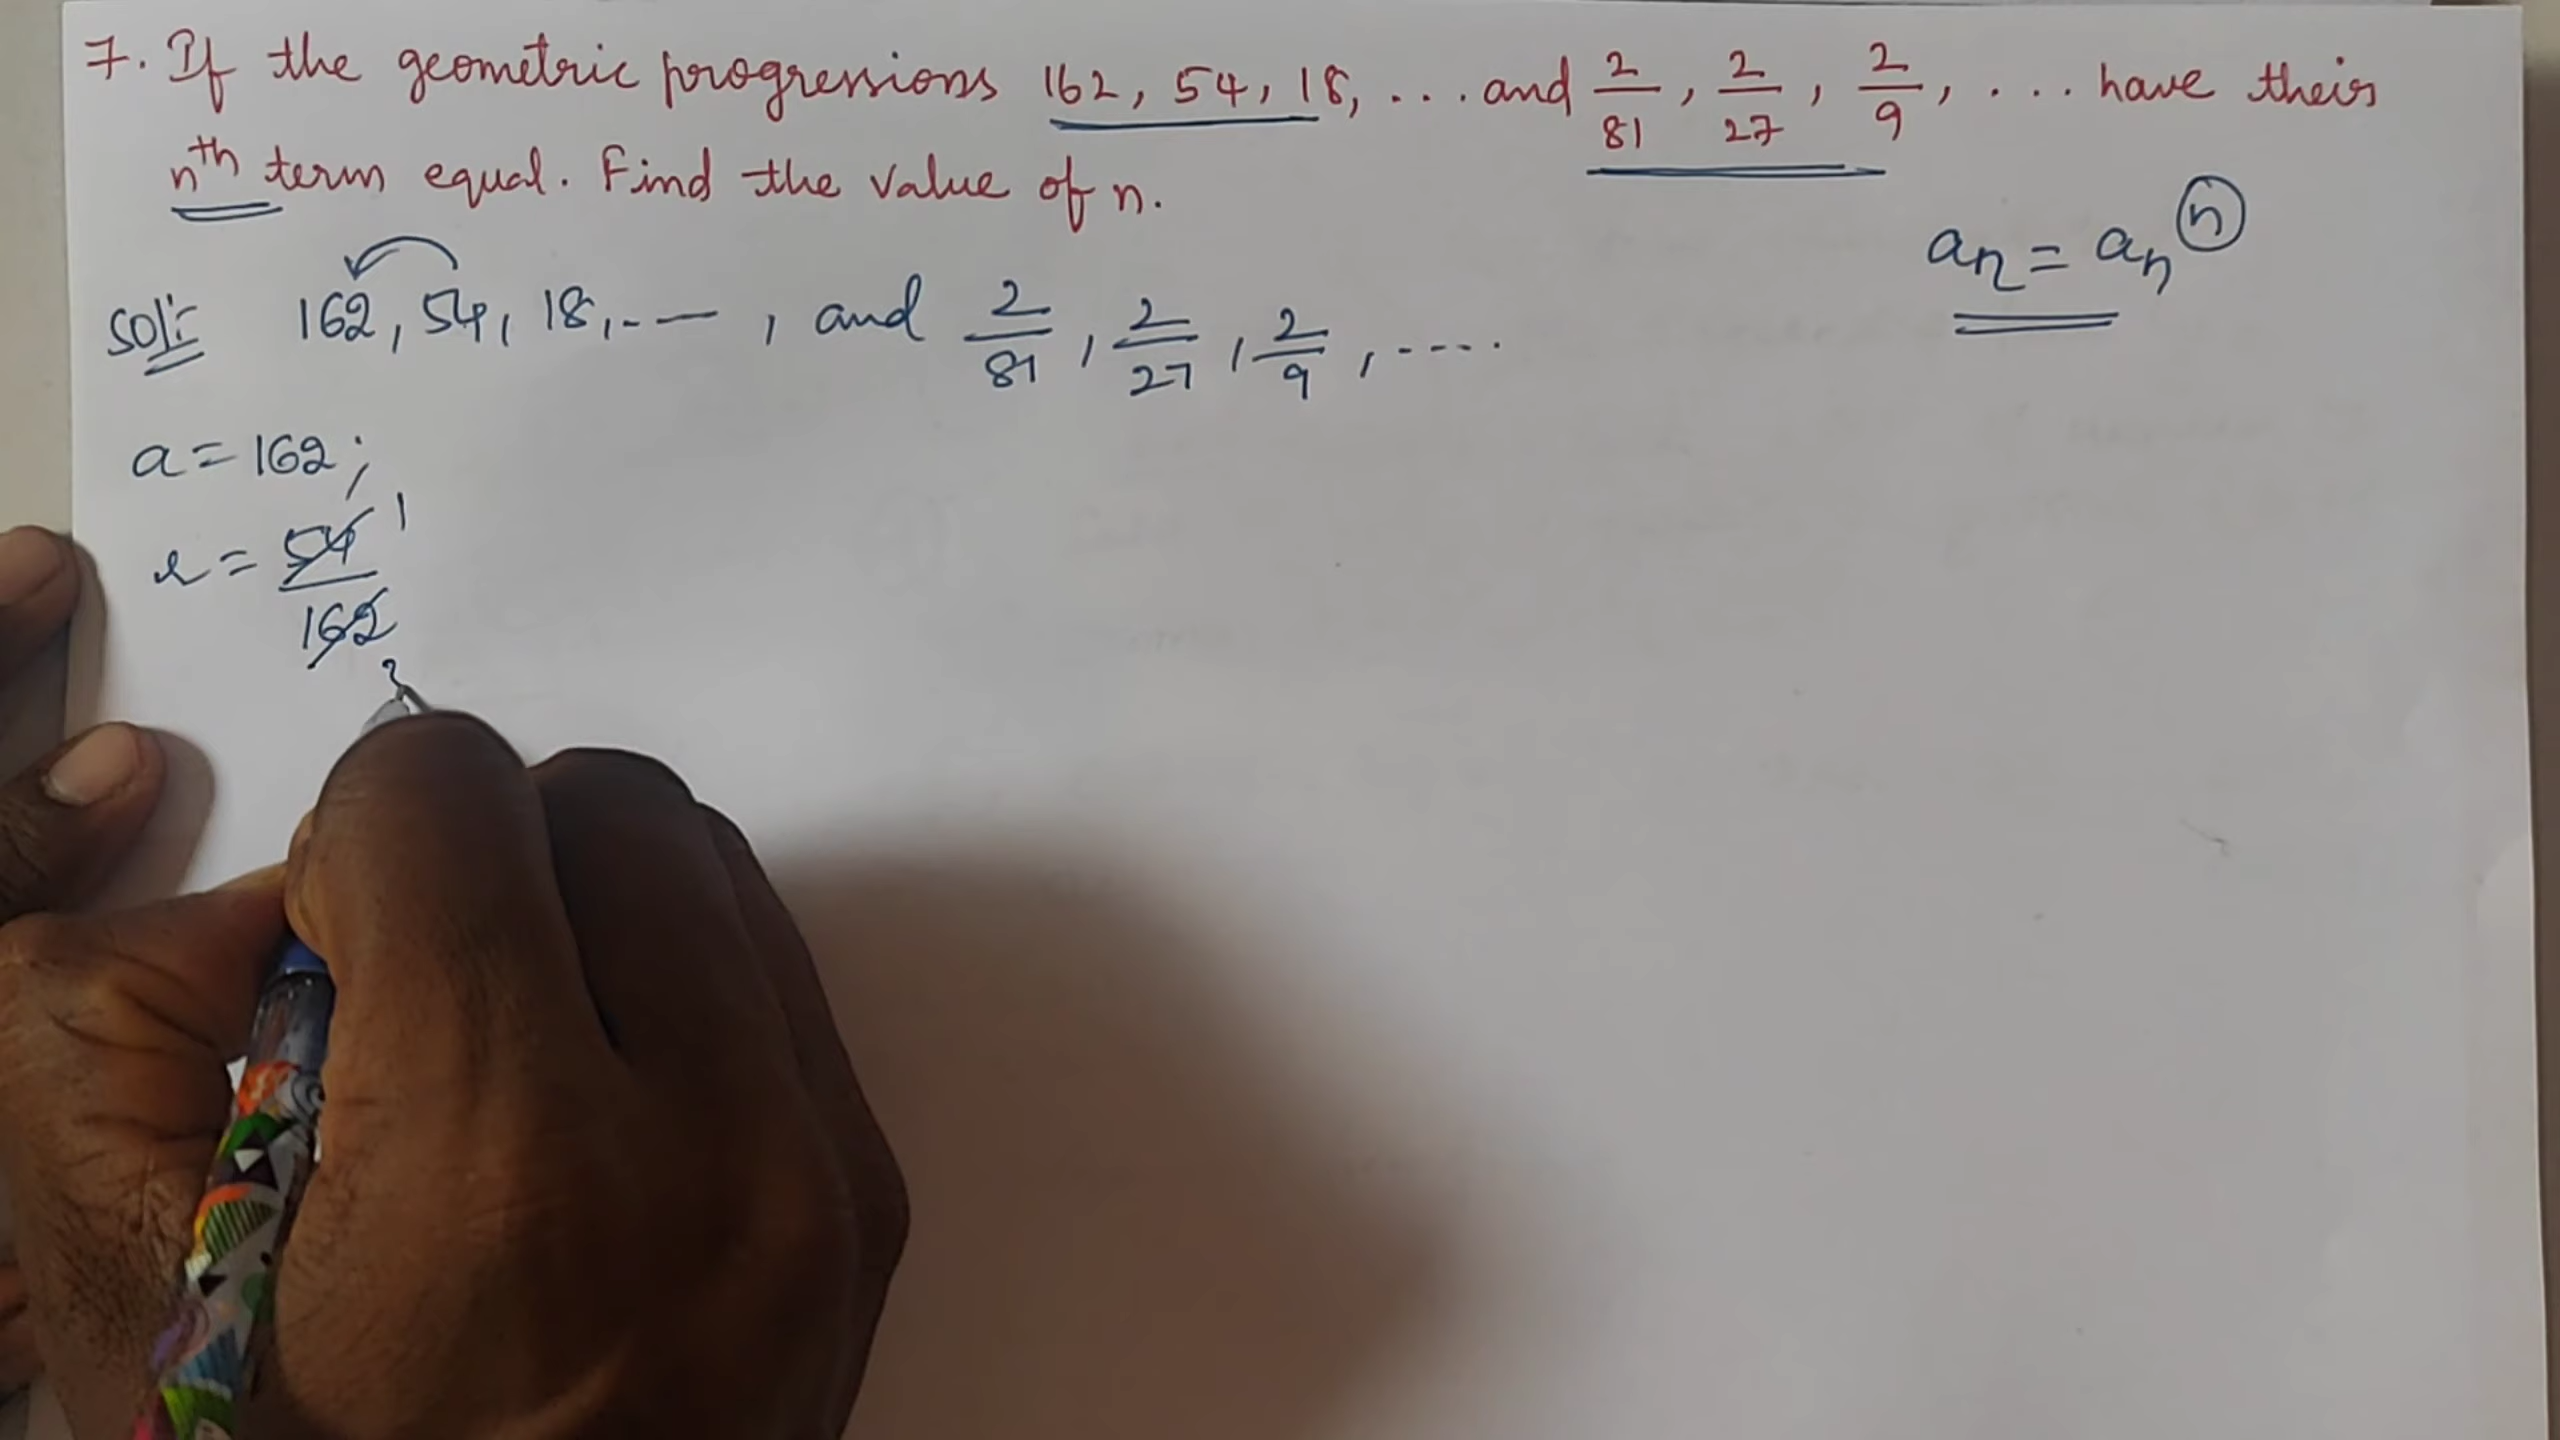 7. If the geometric progressions 162, 54, 18, ... and 2/81, 2/27, 2/9, ... have their
nth term equal. Find the value of n.
an = an n
Sol: 162, 54, 18, .-— , and 2/81, 2/27, 2/9, ....
a = 162;
r = 54/162 1
3